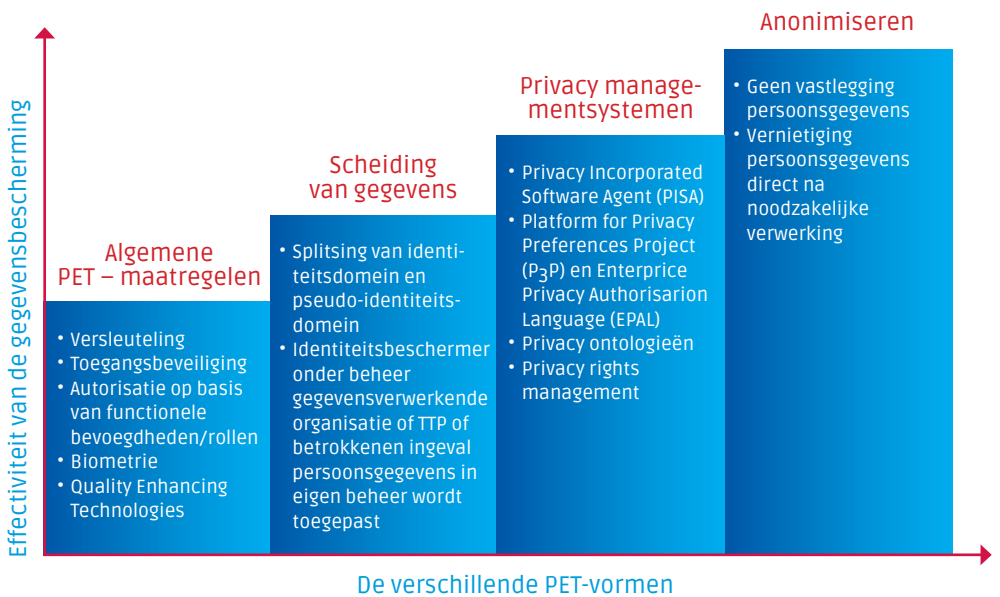 Effectiviteit van de gegevensbescherming
Algemene
PET – maatregelen
• Versleuteling
• Toegangsbeveiliging
• Autorisatie op basis
van functionele
bevoegdheden/rollen
• Biometrie
• Quality Enhancing
Technologies
Scheiding
van gegevens
• Splitsing van identi-
teitsdomein en
pseudo-identiteits-
domein
• Identiteitsbeschermer
onder beheer
gegevensverwerkende
organisatie of TTP of
betrokkenen ingeval
persoonsgegevens in
eigen beheer wordt
toegepast
Privacy manage-
mentsystemen
• Privacy Incorporated
Software Agent (PISA)
• Platform for Privacy
Preferences Project
(P3P) en Enterprice
Privacy Authorisarion
Language (EPAL)
• Privacy ontologieën
• Privacy rights
management
Anonimiseren
• Geen vastlegging
persoonsgegevens
• Vernietiging
persoonsgegevens
direct na
noodzakelijke
verwerking
De verschillende PET-vormen